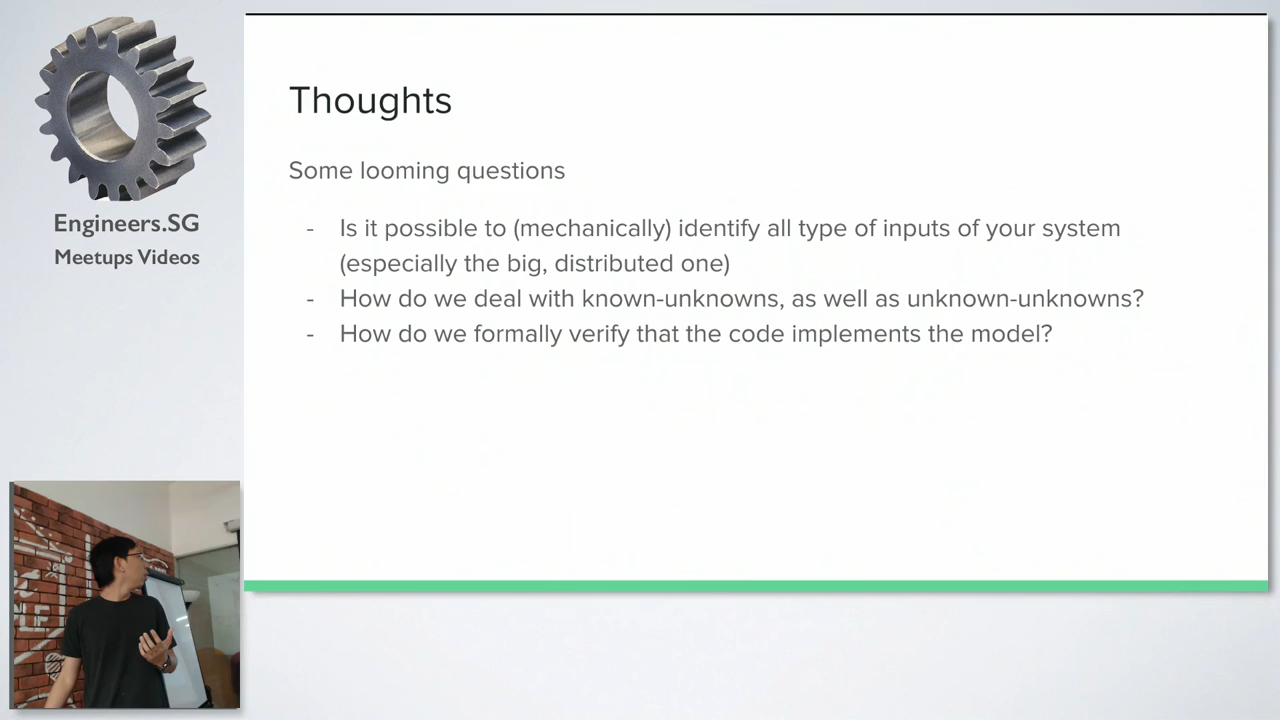 Engineers.SG
Meetups Videos
Thoughts
Some looming questions
- Is it possible to (mechanically) identify all type of inputs of your system
(especially the big, distributed one)
- How do we deal with known-unknowns, as well as unknown-unknowns?
- How do we formally verify that the code implements the model?